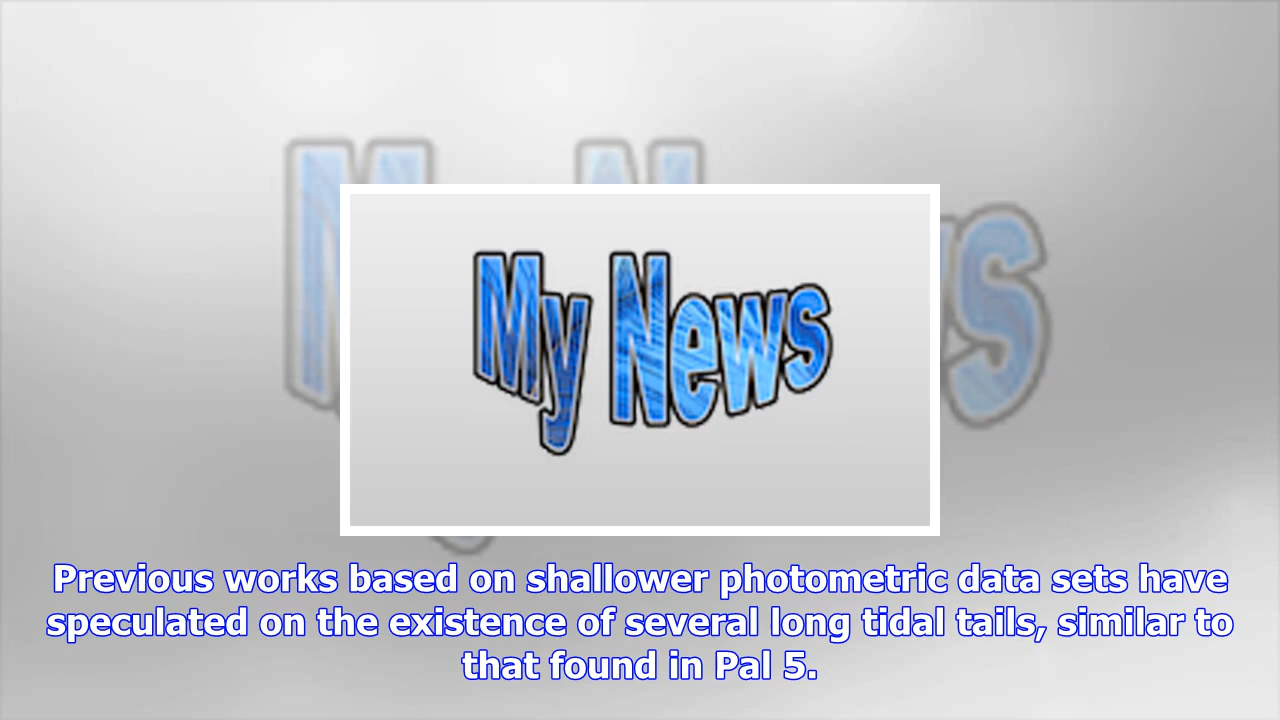 My News
Previous works based on shallower photometric data sets have
speculated on the existence of several long tidal tails, similar to
that found in Pal 5.